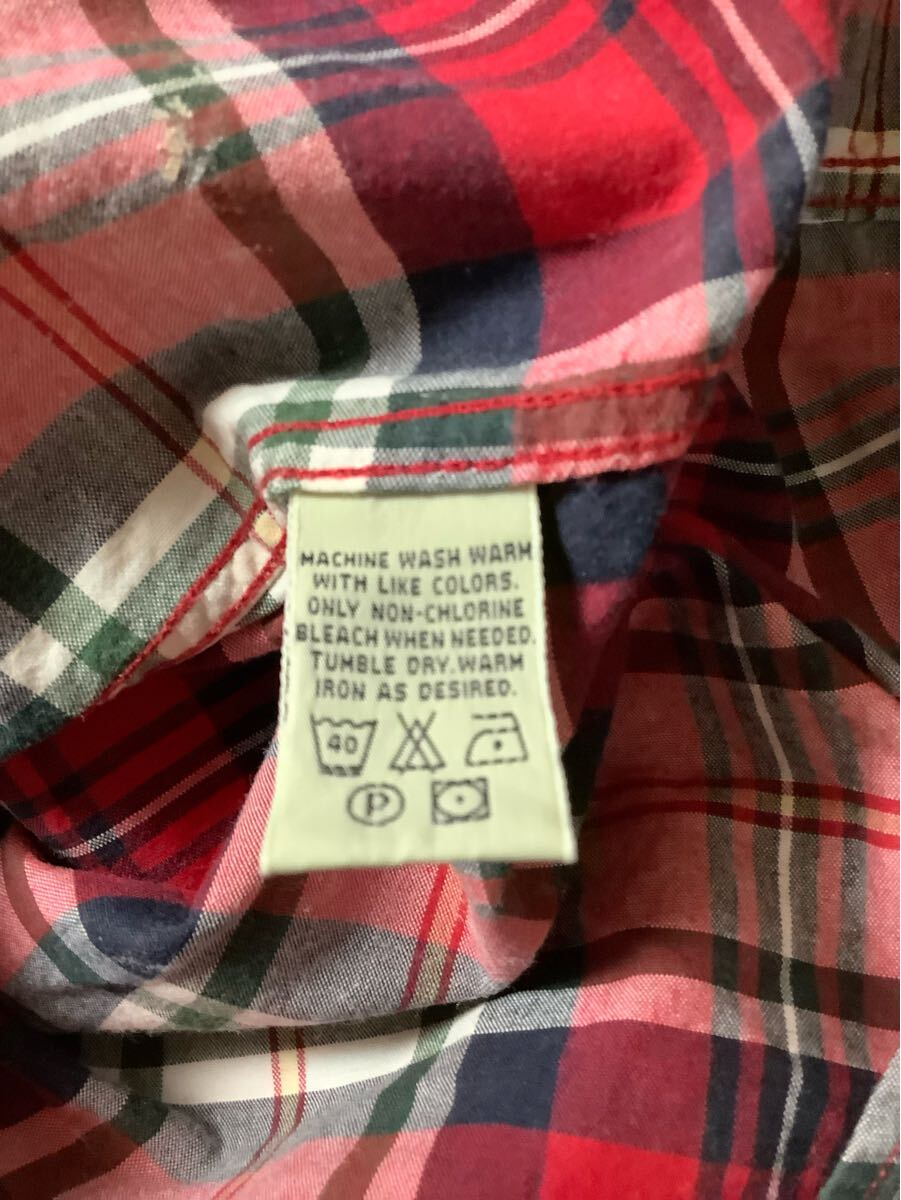 MACHINE WASH WARM
WITH LIKE COLORS.
ONLY NON-CHLORINE
BLEACH WHEN NEEDED.
TUMBLE DRY.WARM
IRON AS DESIRED.
40
P